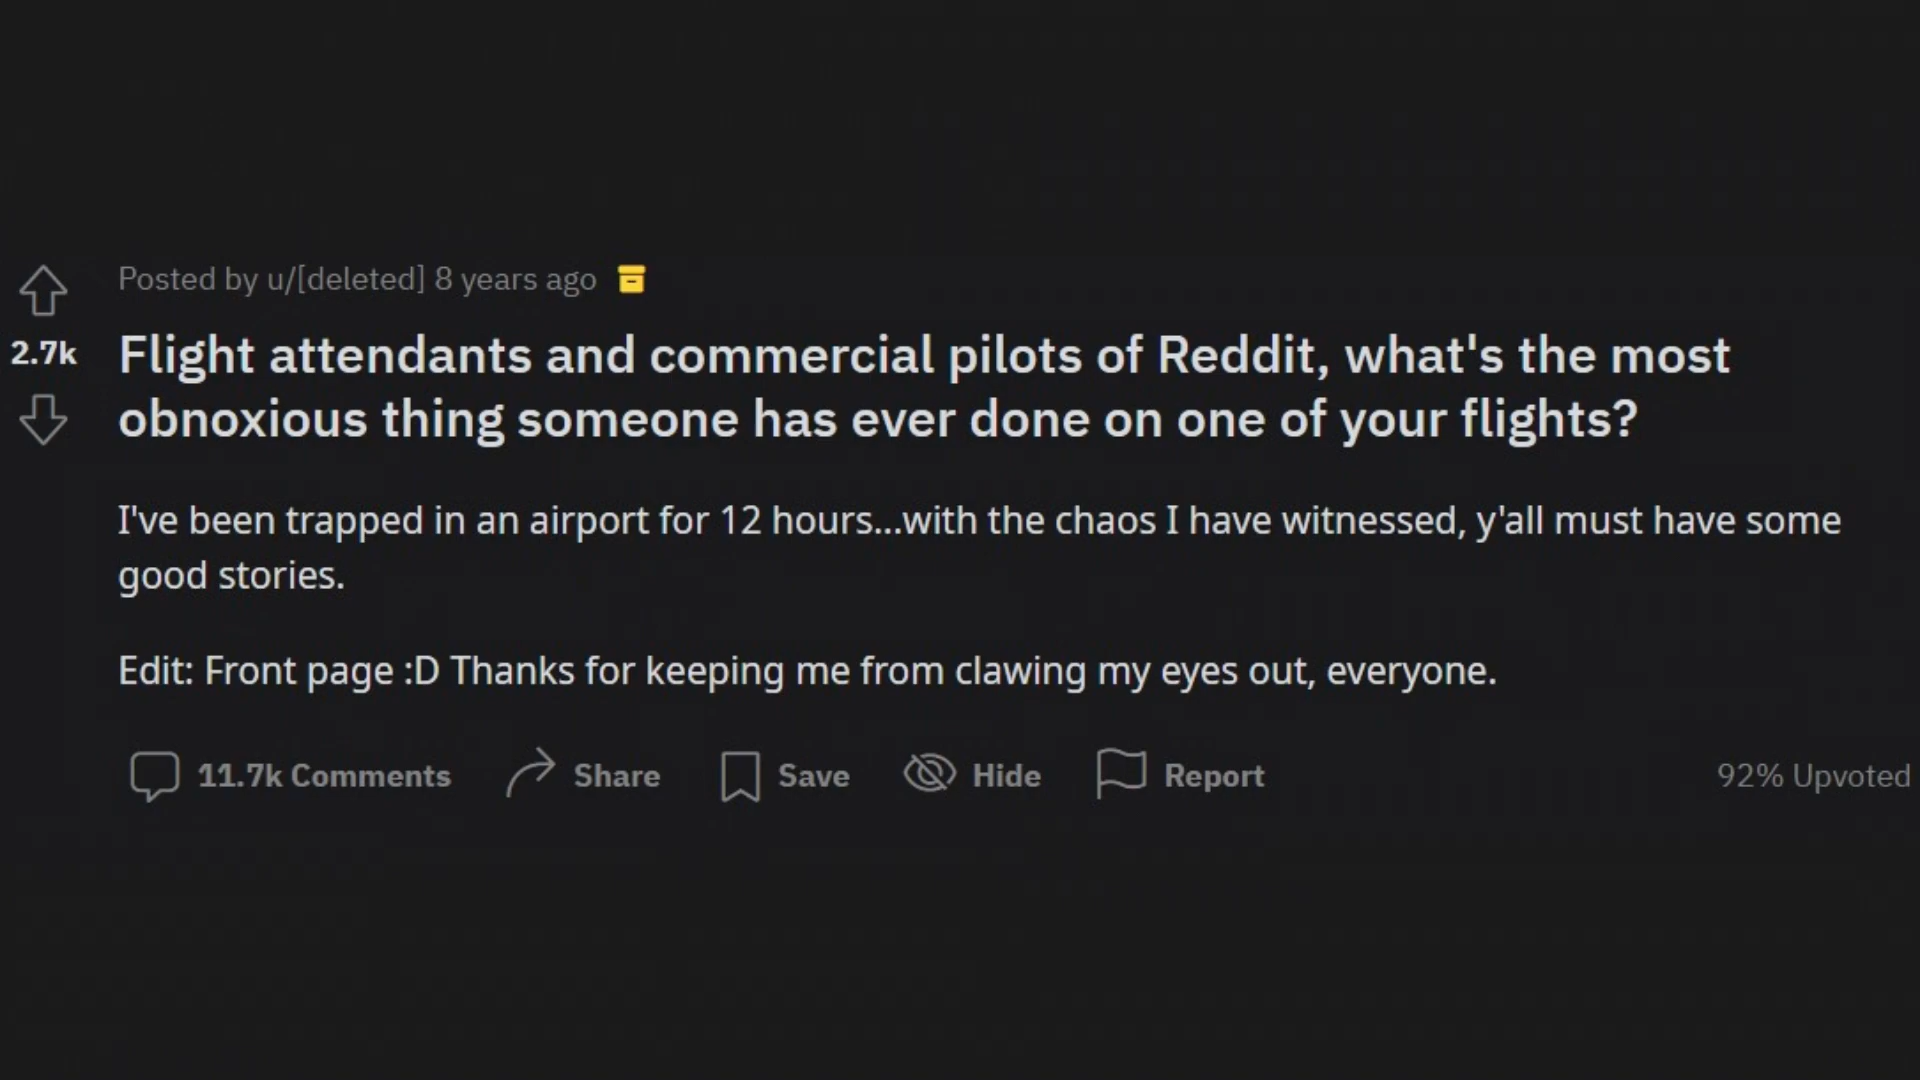 Posted by u/[deleted] 8 years ago
2.7k
Flight attendants and commercial pilots of Reddit, what's the most
obnoxious thing someone has ever done on one of your flights?
I've been trapped in an airport for 12 hours...with the chaos I have witnessed, y'all must have some
good stories.
Edit: Front page :D Thanks for keeping me from clawing my eyes out, everyone.
11.7k Comments Share Save Hide Report 92% Upvoted